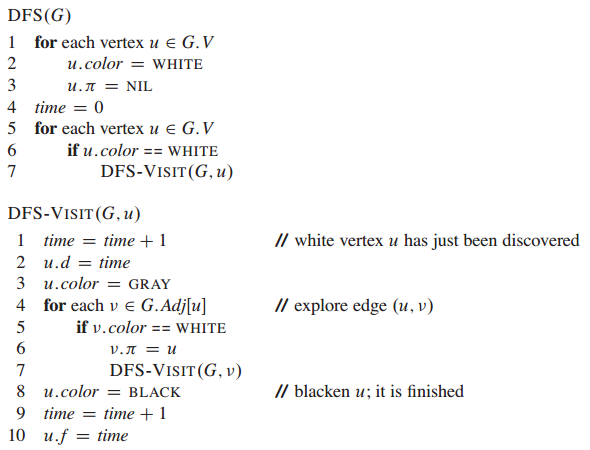 DFS(G)
1 for each vertex u ∈ G.V
2 u.color = WHITE
3 u.π = NIL
4 time = 0
5 for each vertex u ∈ G.V
6 if u.color == WHITE
7 DFS-VISIT(G, u)
DFS-VISIT(G, u)
1 time = time + 1 // white vertex u has just been discovered
2 u.d = time
3 u.color = GRAY
4 for each v ∈ G.Adj[u] // explore edge (u, v)
5 if v.color == WHITE
6 v.π = u
7 DFS-VISIT(G, v)
8 u.color = BLACK // blacken u; it is finished
9 time = time + 1
10 u.f = time